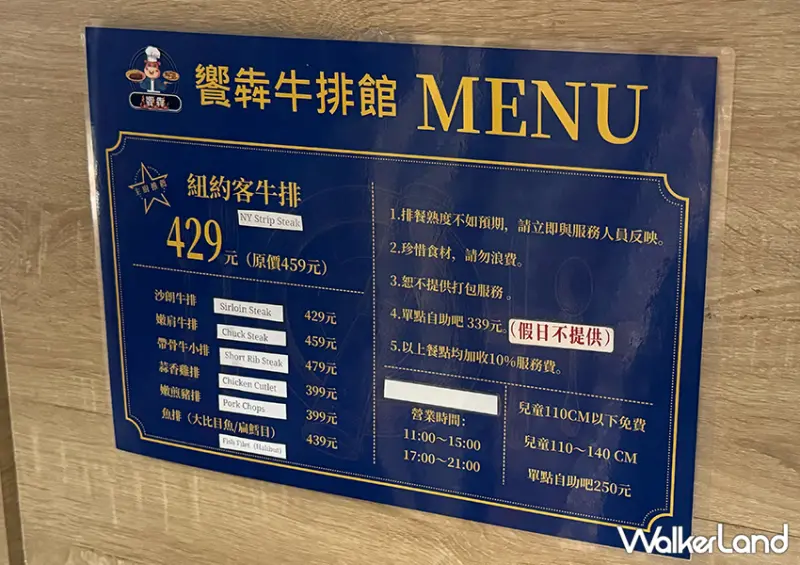 饗犇
饗犇牛排館 MENU
紐約客牛排
NY Strip Steak
429元（原價459元）
沙朗牛排 Sirloin Steak 429元
嫩肩牛排 Chuck Steak 459元
帶骨牛小排 Short Rib Steak 479元
蒜香雞排 Chicken Cutlet 399元
嫩煎豬排 Pork Chops 399元
魚排（大比目魚/扁鱈目） 439元
Fish Filet (Halibut)
1.排餐熟度不如預期，請立即與服務人員反映。
2.珍惜食材，請勿浪費。
3.恕不提供打包服務。
4.單點自助吧 339元。(假日不提供)
5.以上餐點均加收10%服務費。
營業時間：
11:00～15:00
17:00～21:00
兒童110CM以下免費
兒童110～140 CM
單點自助吧250元
WalkerLand